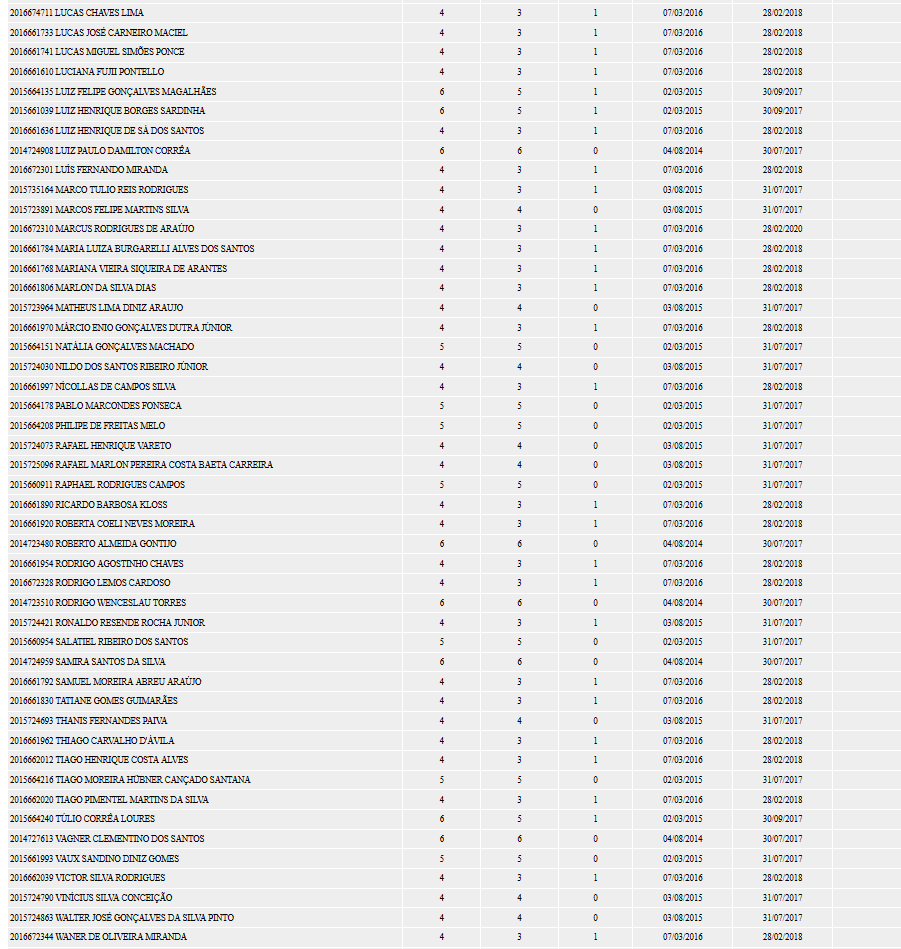 2016674711 LUCAS CHAVES LIMA 4 3 1 07/03/2016 28/02/2018
2016661733 LUCAS JOSÉ CARNEIRO MACIEL 4 3 1 07/03/2016 28/02/2018
2016661741 LUCAS MIGUEL SIMÕES PONCE 4 3 1 07/03/2016 28/02/2018
2016661610 LUCIANA FUJII PONTELLO 4 3 1 07/03/2016 28/02/2018
2015664135 LUIZ FELIPE GONÇALVES MAGALHÃES 6 5 1 02/03/2015 30/09/2017
2015661039 LUIZ HENRIQUE BORGES SARDINHA 6 5 1 02/03/2015 30/09/2017
2016661636 LUIZ HENRIQUE DE SÁ DOS SANTOS 4 3 1 07/03/2016 28/02/2018
2014724908 LUIZ PAULO DAMILTON CORRÊA 6 6 0 04/08/2014 30/07/2017
2016672301 LUÍS FERNANDO MIRANDA 4 3 1 07/03/2016 28/02/2018
2015735164 MARCO TULIO REIS RODRIGUES 4 3 1 03/08/2015 31/07/2017
2015723891 MARCOS FELIPE MARTINS SILVA 4 4 0 03/08/2015 31/07/2017
2016672310 MARCUS RODRIGUES DE ARAÚJO 4 3 1 07/03/2016 28/02/2020
2016661784 MARIA LUIZA BURGARELLI ALVES DOS SANTOS 4 3 1 07/03/2016 28/02/2018
2016661768 MARIANA VIEIRA SIQUEIRA DE ARANTES 4 3 1 07/03/2016 28/02/2018
2016661806 MARLON DA SILVA DIAS 4 3 1 07/03/2016 28/02/2018
2015723964 MATHEUS LIMA DINIZ ARAUJO 4 4 0 03/08/2015 31/07/2017
2016661970 MÁRCIO ENIO GONÇALVES DUTRA JÚNIOR 4 3 1 07/03/2016 28/02/2018
2015664151 NATÁLIA GONÇALVES MACHADO 5 5 0 02/03/2015 31/07/2017
2015724030 NILDO DOS SANTOS RIBEIRO JÚNIOR 4 4 0 03/08/2015 31/07/2017
2016661997 NÍCOLLAS DE CAMPOS SILVA 4 3 1 07/03/2016 28/02/2018
2015664178 PABLO MARCONDES FONSECA 5 5 0 02/03/2015 31/07/2017
2015664208 PHILIPE DE FREITAS MELO 5 5 0 02/03/2015 31/07/2017
2015724073 RAFAEL HENRIQUE VARETO 4 4 0 03/08/2015 31/07/2017
2015725096 RAFAEL MARLON PEREIRA COSTA BAETA CARREIRA 4 4 0 03/08/2015 31/07/2017
2015660911 RAPHAEL RODRIGUES CAMPOS 5 5 0 02/03/2015 31/07/2017
2016661890 RICARDO BARBOSA KLOSS 4 3 1 07/03/2016 28/02/2018
2016661920 ROBERTA COELI NEVES MOREIRA 4 3 1 07/03/2016 28/02/2018
2014723480 ROBERTO ALMEIDA GONTIJO 6 6 0 04/08/2014 30/07/2017
2016661954 RODRIGO AGOSTINHO CHAVES 4 3 1 07/03/2016 28/02/2018
2016672328 RODRIGO LEMOS CARDOSO 4 3 1 07/03/2016 28/02/2018
2014723510 RODRIGO WENCESLAU TORRES 6 6 0 04/08/2014 30/07/2017
2015724421 RONALDO RESENDE ROCHA JUNIOR 4 3 1 03/08/2015 31/07/2017
2015660954 SALATIEL RIBEIRO DOS SANTOS 5 5 0 02/03/2015 31/07/2017
2014724959 SAMIRA SANTOS DA SILVA 6 6 0 04/08/2014 30/07/2017
2016661792 SAMUEL MOREIRA ABREU ARAÚJO 4 3 1 07/03/2016 28/02/2018
2016661830 TATIANE GOMES GUIMARÃES 4 3 1 07/03/2016 28/02/2018
2015724693 THANIS FERNANDES PAIVA 4 4 0 03/08/2015 31/07/2017
2016661962 THIAGO CARVALHO D'ÁVILA 4 3 1 07/03/2016 28/02/2018
2016662012 TIAGO HENRIQUE COSTA ALVES 4 3 1 07/03/2016 28/02/2018
2015664216 TIAGO MOREIRA HÜBNER CANÇADO SANTANA 5 5 0 02/03/2015 31/07/2017
2016662020 TIAGO PIMENTEL MARTINS DA SILVA 4 3 1 07/03/2016 28/02/2018
2015664240 TÚLIO CORRÊA LOURES 6 5 1 02/03/2015 30/09/2017
2014727613 VAGNER CLEMENTINO DOS SANTOS 6 6 0 04/08/2014 30/07/2017
2015661993 VAUX SANDINO DINIZ GOMES 5 5 0 02/03/2015 31/07/2017
2016662039 VICTOR SILVA RODRIGUES 4 3 1 07/03/2016 28/02/2018
2015724790 VINÍCIUS SILVA CONCEIÇÃO 4 4 0 03/08/2015 31/07/2017
2015724863 WALTER JOSÉ GONÇALVES DA SILVA PINTO 4 4 0 03/08/2015 31/07/2017
2016672344 WANER DE OLIVEIRA MIRANDA 4 3 1 07/03/2016 28/02/2018